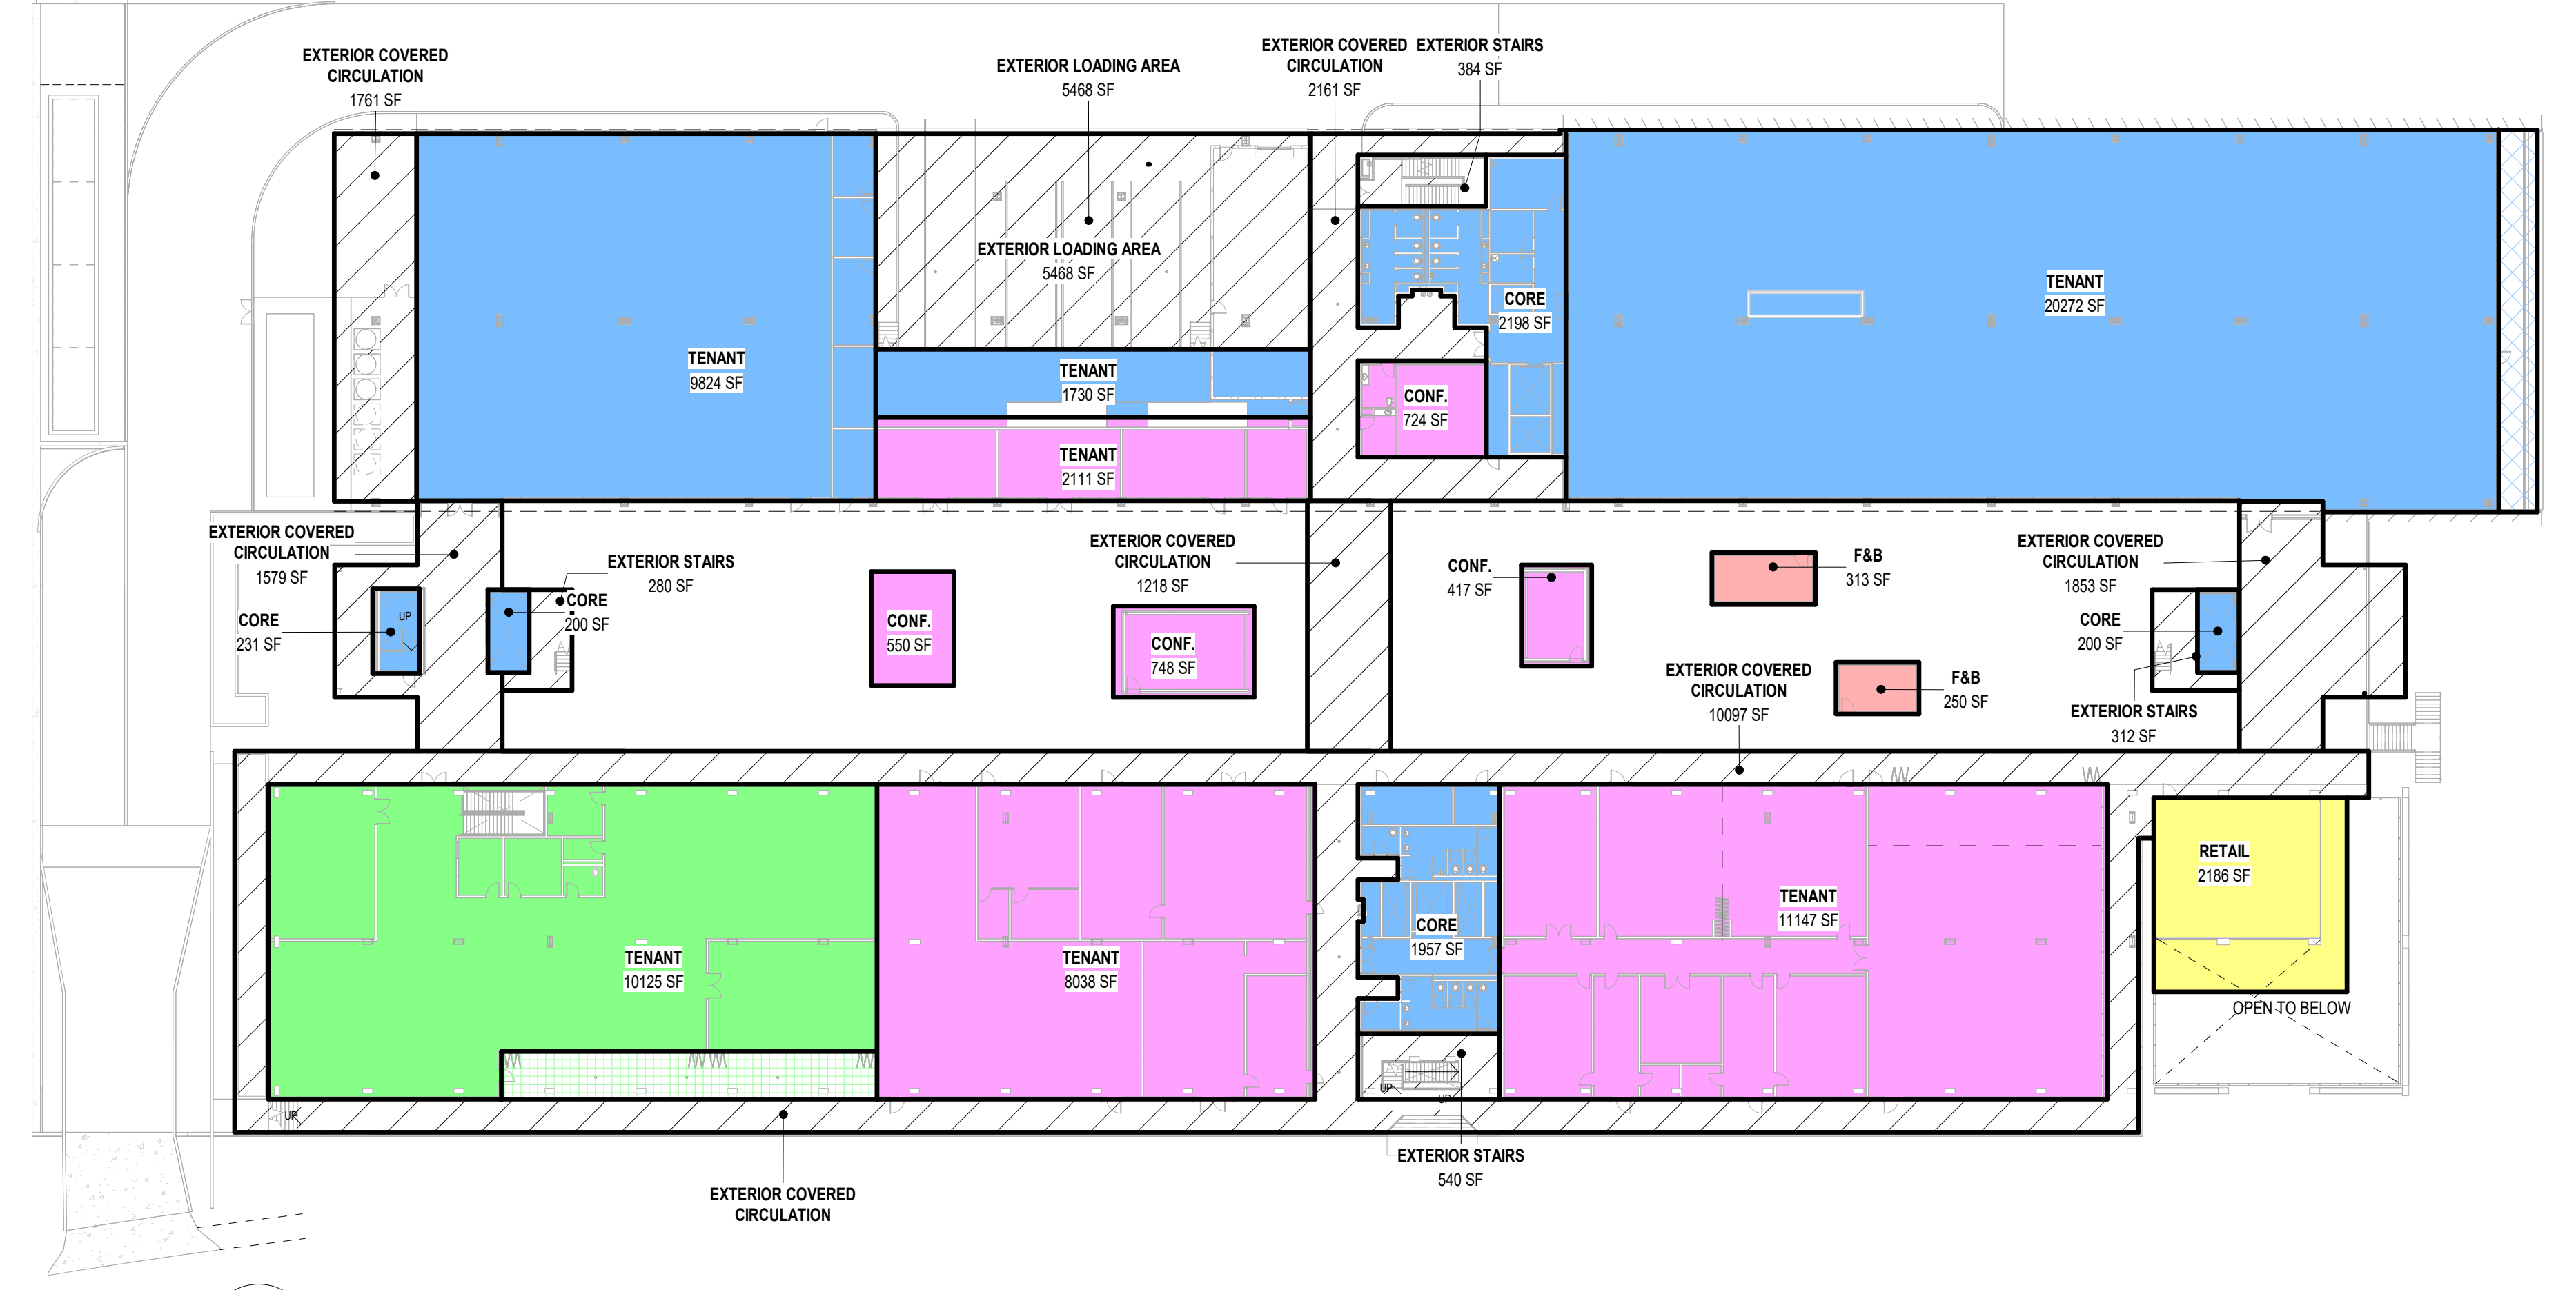 EXTERIOR COVERED
CIRCULATION
1761 SF
EXTERIOR LOADING AREA
5468 SF
EXTERIOR COVERED
CIRCULATION
2161 SF
EXTERIOR STAIRS
384 SF
EXTERIOR LOADING AREA
5468 SF
TENANT
9824 SF
TENANT
1730 SF
TENANT
2111 SF
CORE
2198 SF
CONF.
724 SF
TENANT
20272 SF
EXTERIOR COVERED
CIRCULATION
1579 SF
CORE
231 SF
UP
EXTERIOR STAIRS
280 SF
CORE
200 SF
CONF.
550 SF
EXTERIOR COVERED
CIRCULATION
1218 SF
CONF.
748 SF
CONF.
417 SF
F&B
313 SF
F&B
250 SF
EXTERIOR COVERED
CIRCULATION
10097 SF
EXTERIOR COVERED
CIRCULATION
1853 SF
CORE
200 SF
EXTERIOR STAIRS
312 SF
TENANT
10125 SF
TENANT
8038 SF
CORE
1957 SF
TENANT
11147 SF
RETAIL
2186 SF
OPEN TO BELOW
UP
UP
UP
EXTERIOR STAIRS
540 SF
EXTERIOR COVERED
CIRCULATION